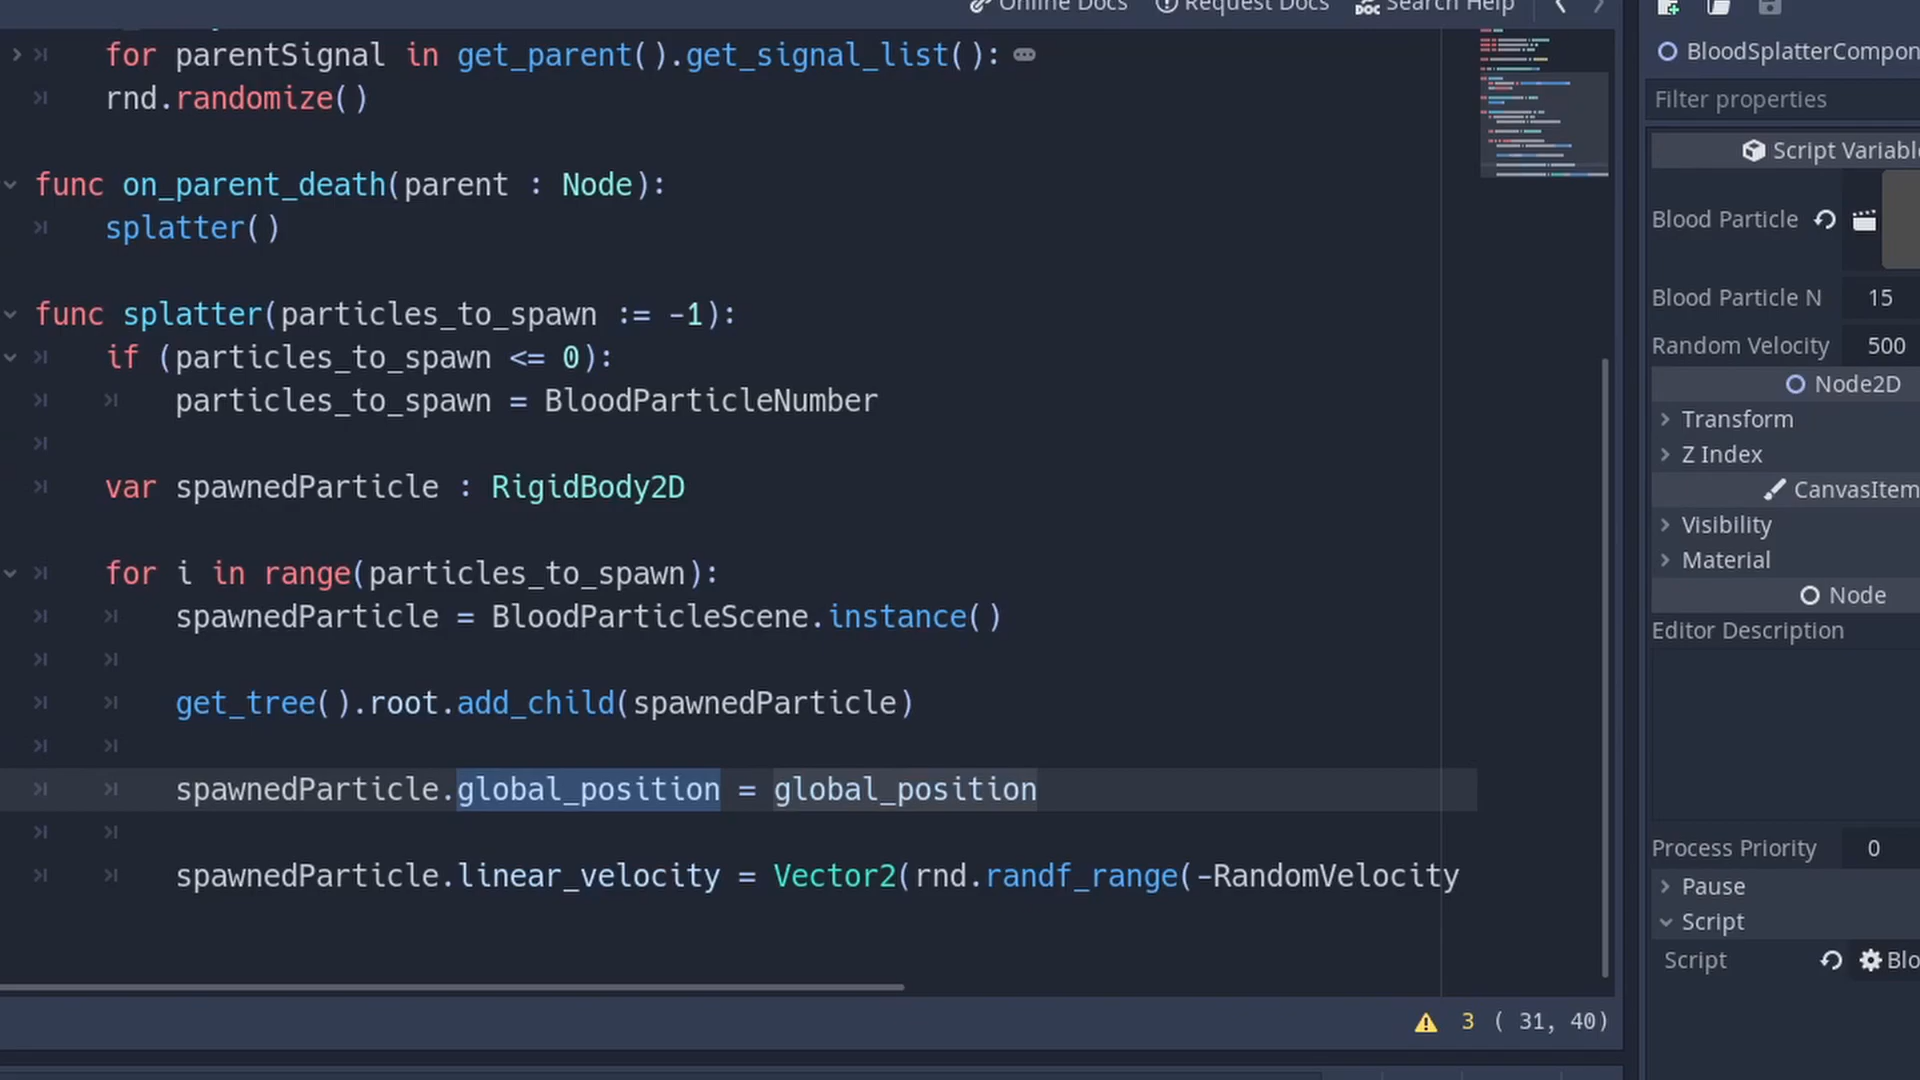 Online Docs Request Docs Search Help
for parentSignal in get_parent().get_signal_list():
rnd.randomize()
func on_parent_death(parent : Node):
splatter()
func splatter(particles_to_spawn := -1):
if (particles_to_spawn <= 0):
particles_to_spawn = BloodParticleNumber
var spawnedParticle : RigidBody2D
for i in range(particles_to_spawn):
spawnedParticle = BloodParticleScene.instance()
get_tree().root.add_child(spawnedParticle)
spawnedParticle.global_position = global_position
spawnedParticle.linear_velocity = Vector2(rnd.randf_range(-RandomVelocity
3 ( 31, 40)
BloodSplatterCompon
Filter properties
Script Variabl
Blood Particle
Blood Particle N 15
Random Velocity 500
Node2D
Transform
Z Index
CanvasItem
Visibility
Material
Node
Editor Description
Process Priority 0
Pause
Script
Script Blo